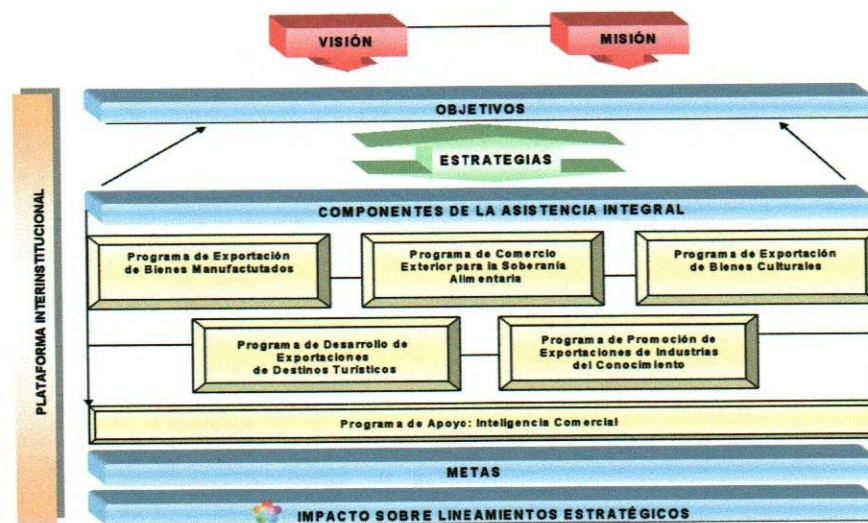 VISIÓN
MISIÓN
OBJETIVOS
ESTRATEGIAS
PLATAFORMA INTERINSTITUCIONAL
COMPONENTES DE LA ASISTENCIA INTEGRAL
Programa de Exportación
de Bienes Manufactutados
Programa de Comercio
Exterior para la Soberanía
Alimentaria
Programa de Exportación
de Bienes Culturales
Programa de Desarrollo de
Exportaciones
de Destinos Turísticos
Programa de Promoción de
Exportaciones de Industrias
del Conocimiento
Programa de Apoyo: Inteligencia Comercial
METAS
IMPACTO SOBRE LINEAMIENTOS ESTRATÉGICOS